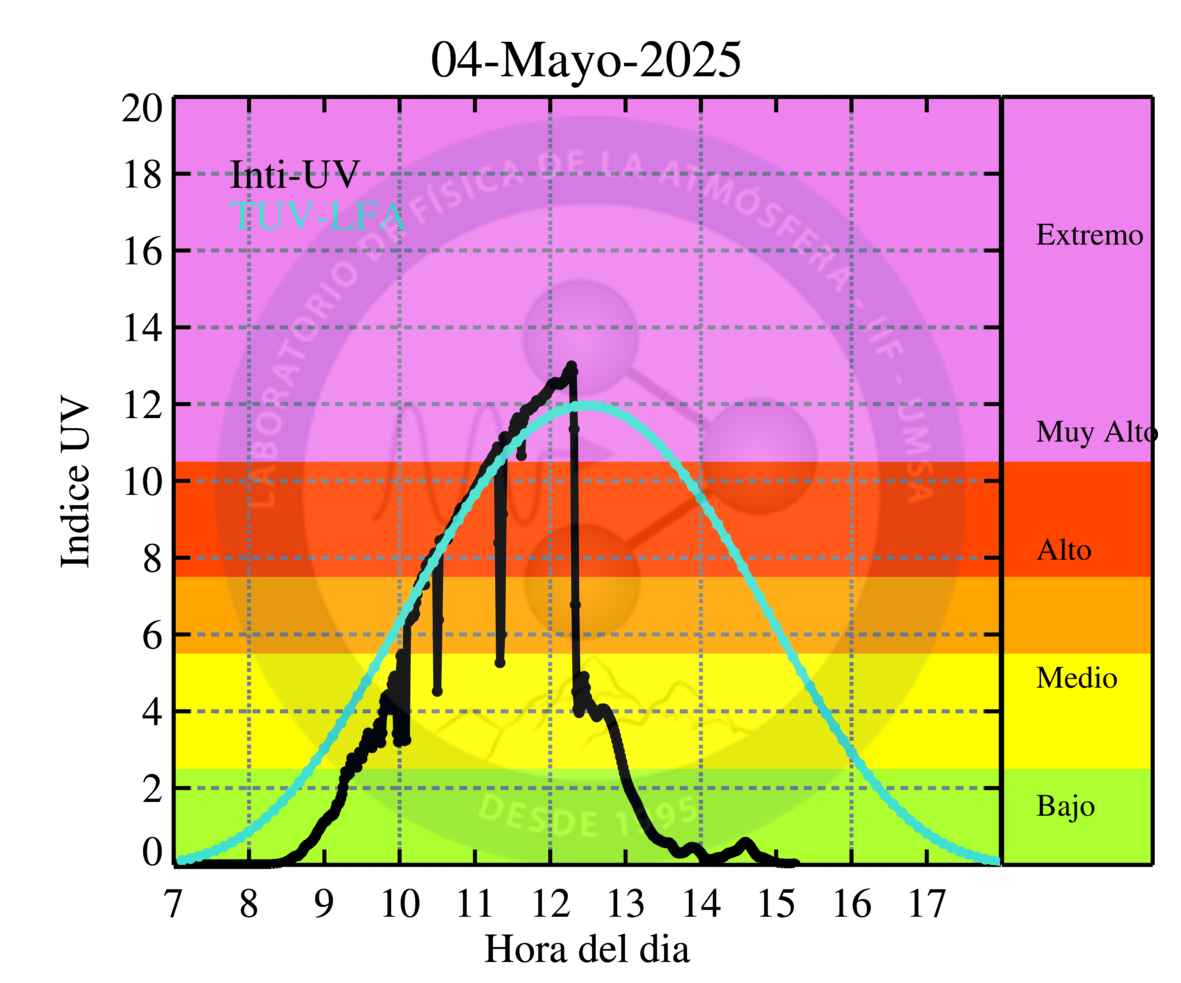 04-Mayo-2025
20
18
16
14
12
10
8
6
4
2
0
Indice UV
Inti-UV
TUV-LFA
LABORATORIO DE FÍSICA DE LA ATMÓSFERA - IIF - UMSA
DESDE 1995
Extremo
Muy Alto
Alto
Medio
Bajo
7 8 9 10 11 12 13 14 15 16 17
Hora del dia